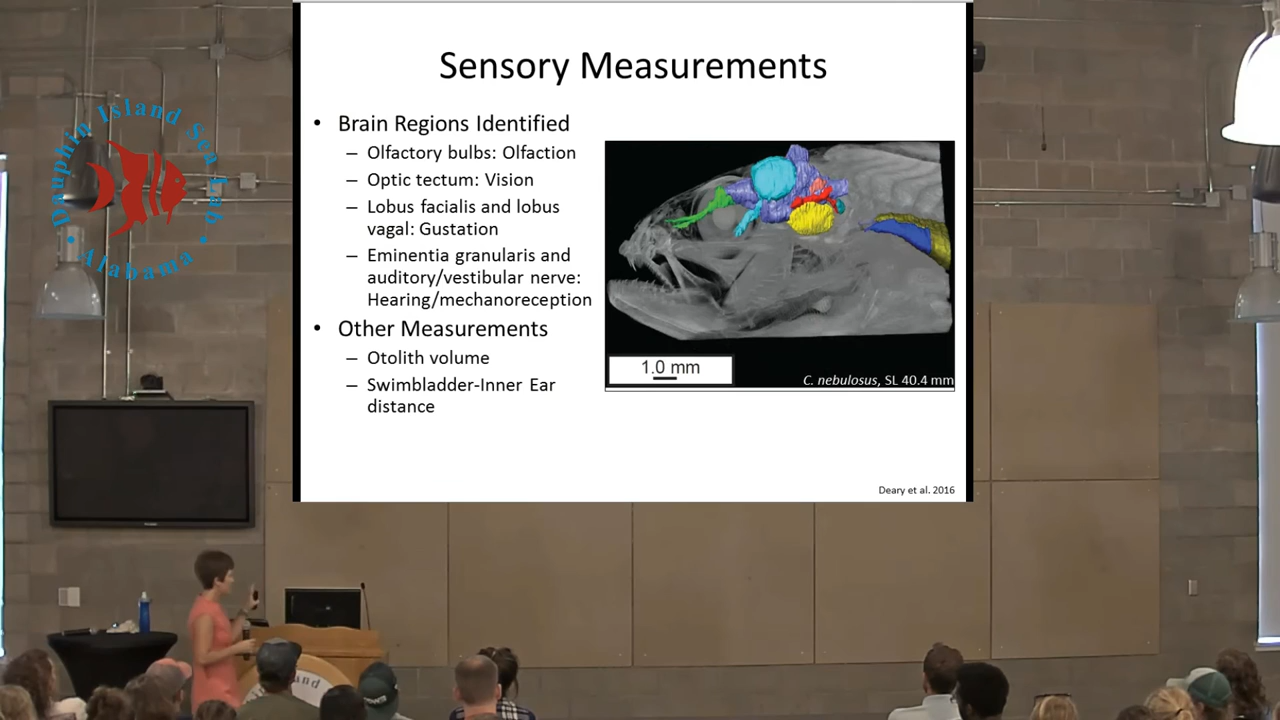 Sensory Measurements
• Brain Regions Identified
– Olfactory bulbs: Olfaction
– Optic tectum: Vision
– Lobus facialis and lobus
vagal: Gustation
– Eminentia granularis and
auditory/vestibular nerve:
Hearing/mechanoreception
• Other Measurements
– Otolith volume
– Swimbladder-Inner Ear
distance
1.0 mm
C. nebulosus, SL 40.4 mm
Deary et al. 2016
Dauphin Island Sea Lab
• Alabama •
nd